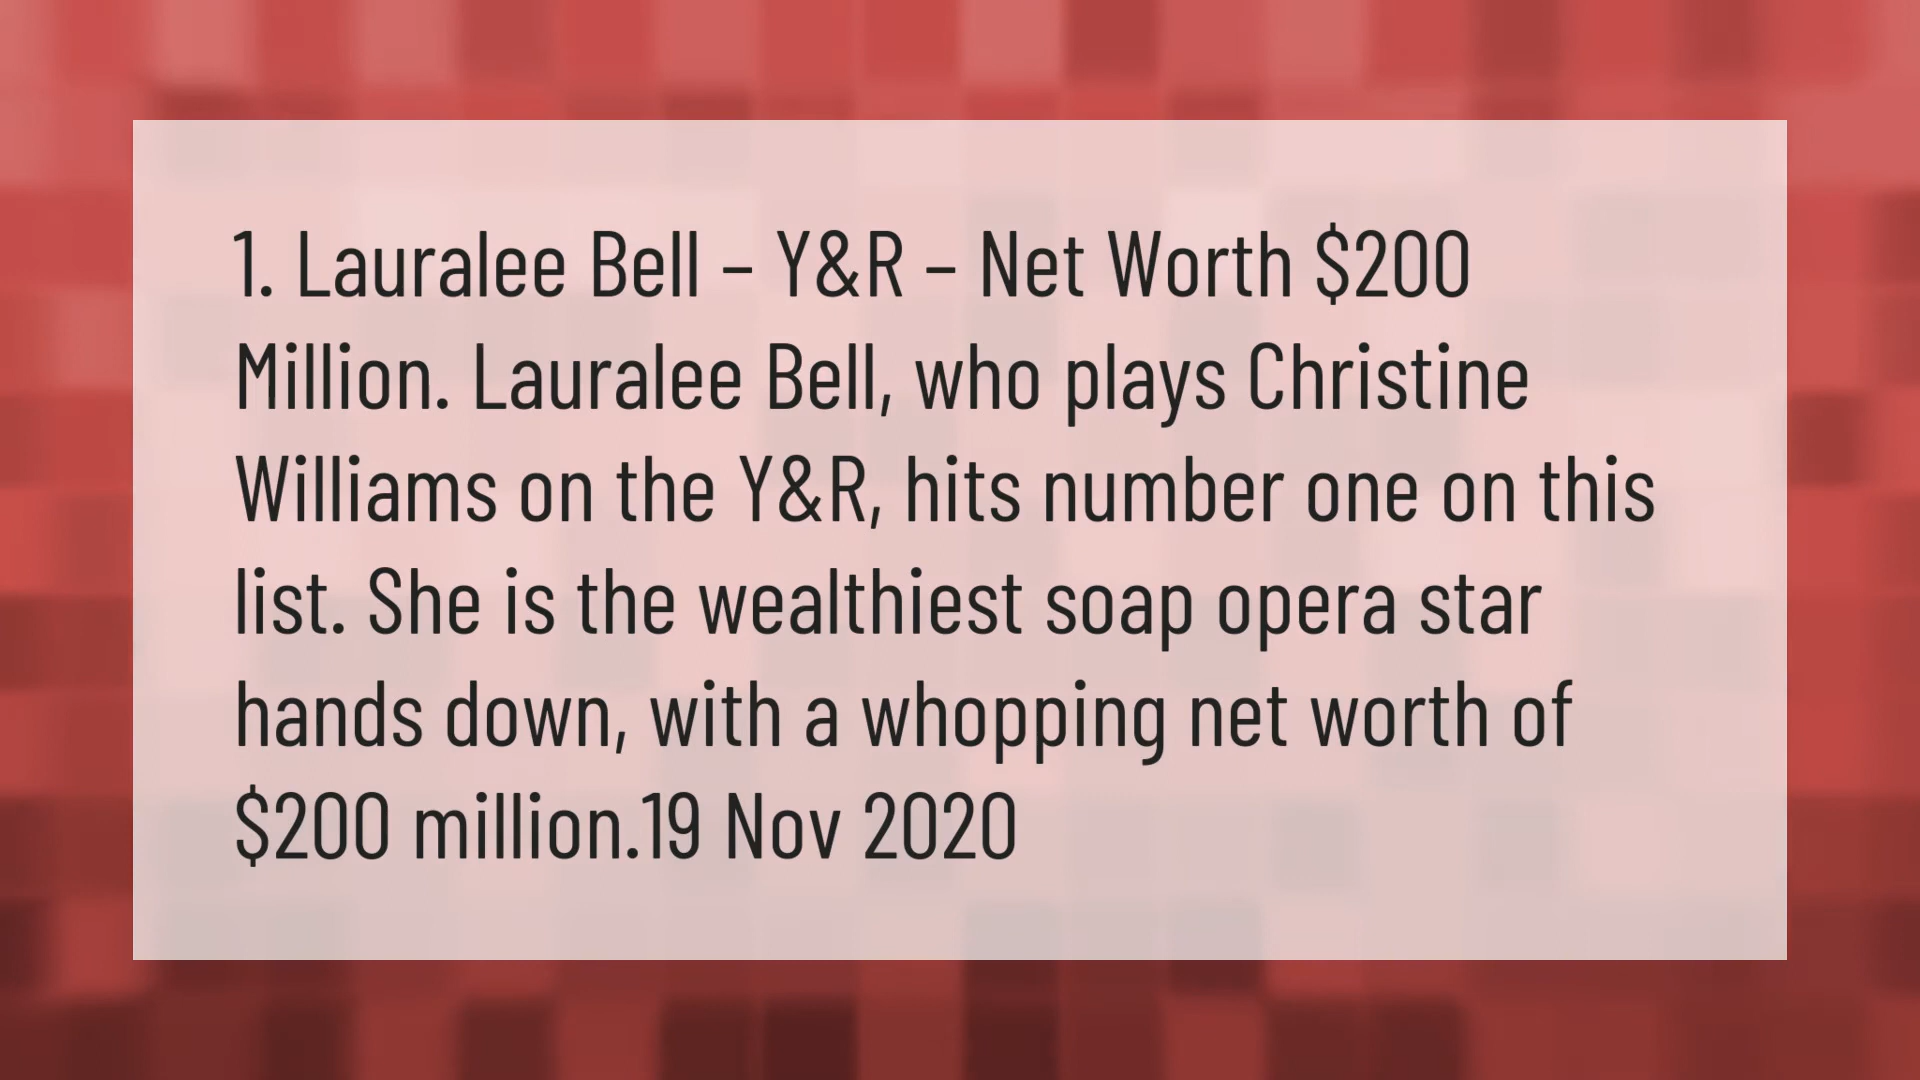 1. Lauralee Bell – Y&R – Net Worth $200
Million. Lauralee Bell, who plays Christine
Williams on the Y&R, hits number one on this
list. She is the wealthiest soap opera star
hands down, with a whopping net worth of
$200 million.19 Nov 2020